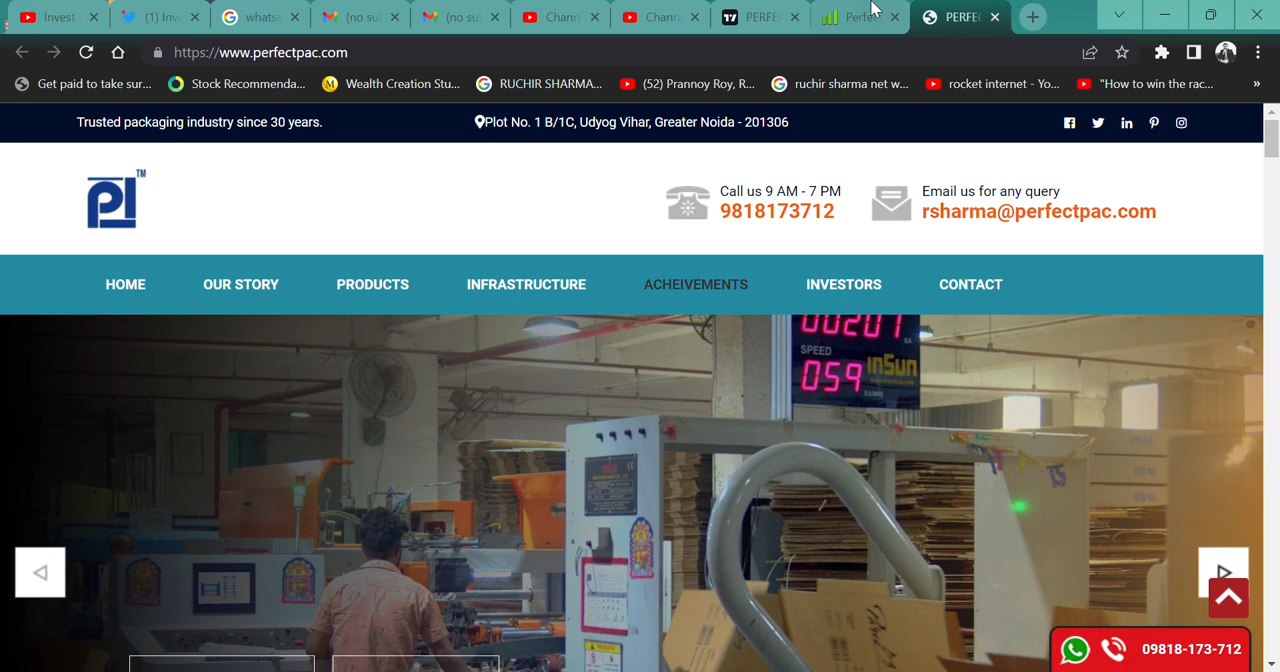 Invest
(1) Inv
whats
(no sul
(no sul
Chann
Chann
PERFE
Perfe
PERFE
https://www.perfectpac.com
Get paid to take sur...
Stock Recommenda...
Wealth Creation Stu...
RUCHIR SHARMA...
(52) Prannoy Roy, R...
ruchir sharma net w...
rocket internet - Yo...
"How to win the rac...
»
Trusted packaging industry since 30 years.
Plot No. 1 B/1C, Udyog Vihar, Greater Noida - 201306
PI TM
Call us 9 AM - 7 PM
9818173712
Email us for any query
rsharma@perfectpac.com
HOME OUR STORY PRODUCTS INFRASTRUCTURE ACHEIVEMENTS INVESTORS CONTACT
00207
SPEED
059
inSun
09818-173-712